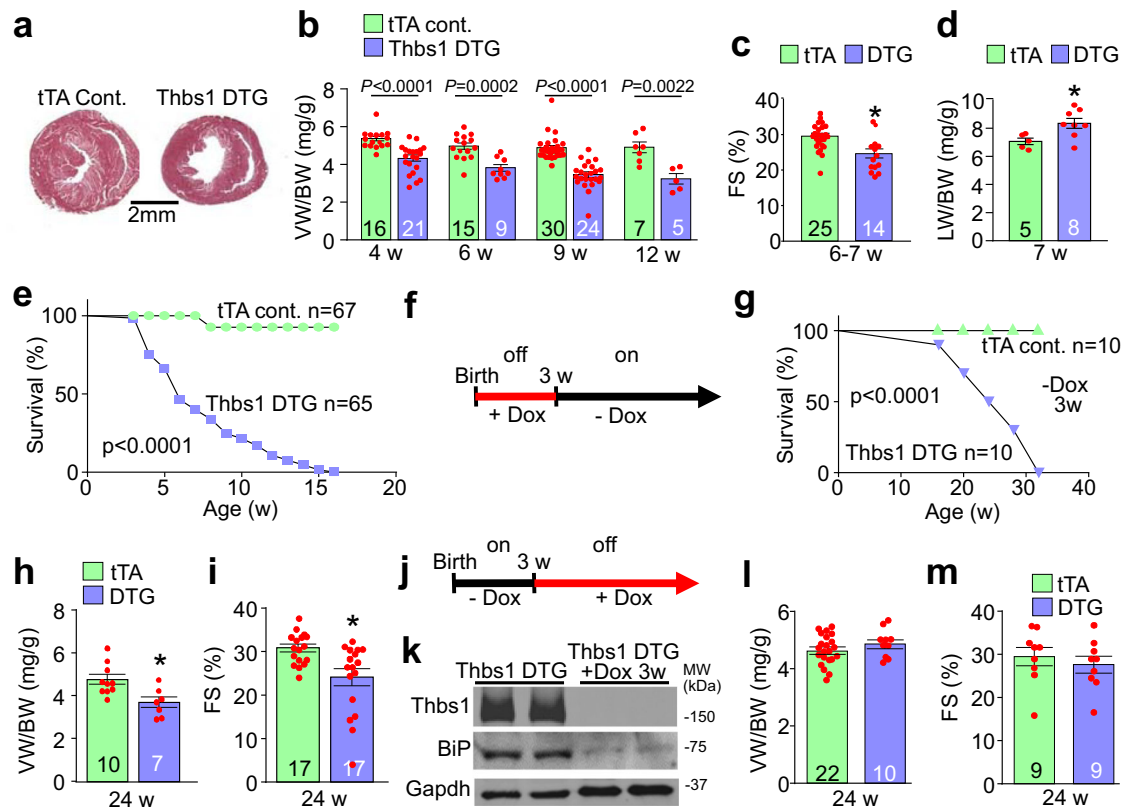 a
tTA Cont. Thbs1 DTG
2mm
b
tTA cont.
Thbs1 DTG
P<0.0001 P=0.0002 P<0.0001 P=0.0022
VW/BW (mg/g)
8
6
4
2
0
16 21 15 9 30 24 7 5
4 w 6 w 9 w 12 w
c
tTA DTG
FS (%)
40
30
20
10
0
*
25 14
6-7 w
d
tTA DTG
LW/BW (mg/g)
10
8
6
4
2
0
*
5 8
7 w
e
Survival (%)
100
50
0
tTA cont. n=67
Thbs1 DTG n=65
p<0.0001
0 5 10 15 20
Age (w)
f
off on
Birth 3 w
+ Dox - Dox
g
Survival (%)
100
50
100
tTA cont. n=10
-Dox
3w
p<0.0001
Thbs1 DTG n=10
0 10 20 30 40
Age (w)
h
tTA
DTG
VW/BW (mg/g)
8
6
4
2
0
*
10 7
24 w
i
FS (%)
40
30
20
10
0
*
17 17
24 w
j
on off
Birth 3 w
- Dox + Dox
k
Thbs1 DTG Thbs1 DTG
+Dox 3w
MW
(kDa)
Thbs1 -150
BiP -75
Gapdh -37
l
VW/BW (mg/g)
8
6
4
2
0
22 10
24 w
m
tTA
DTG
FS (%)
40
30
20
10
0
9 9
24 w